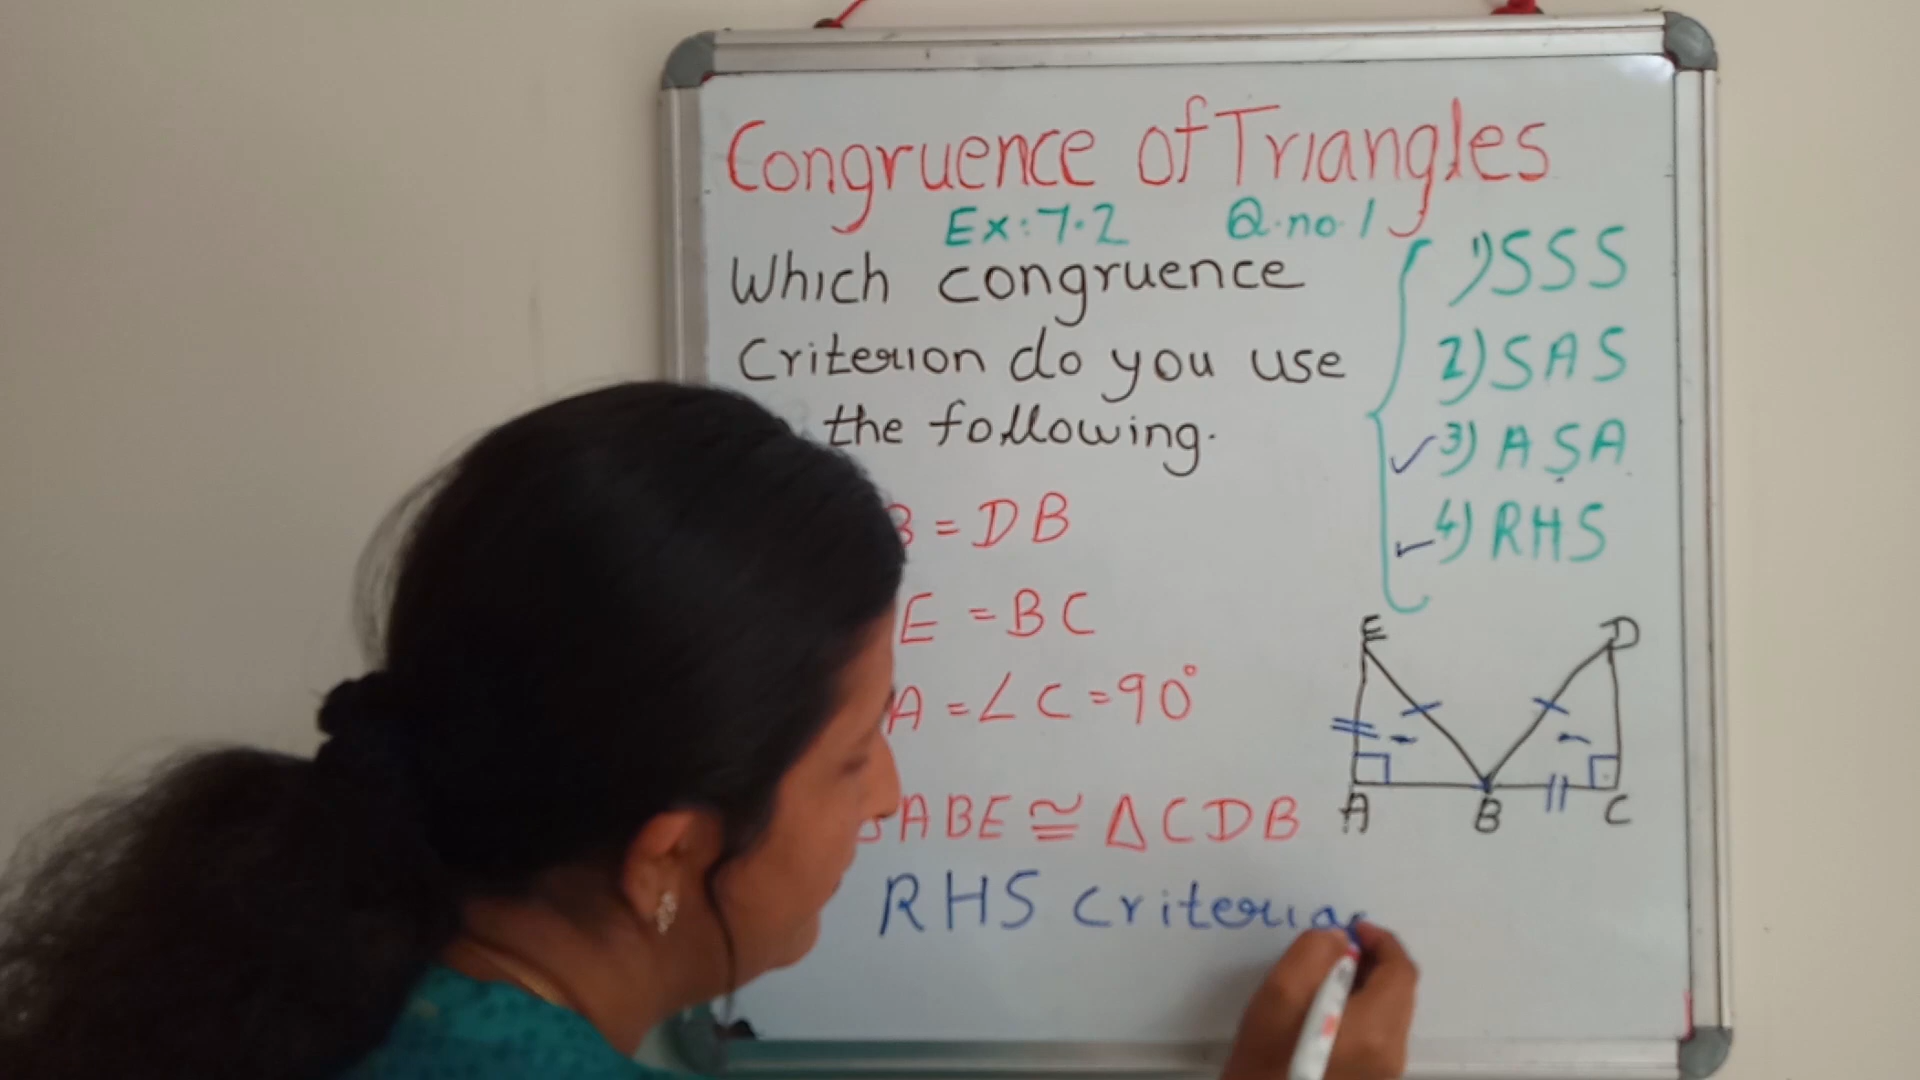 Congruence of Triangles
Ex: 7.2 Q.no.1
Which congruence
Criterion do you use
the following.
1) SSS
2) SAS
3) ASA
4) RHS
= DB
E = BC
A = ∠C = 90°
ABE ≅ ΔCDB
RHS
E D
A B C